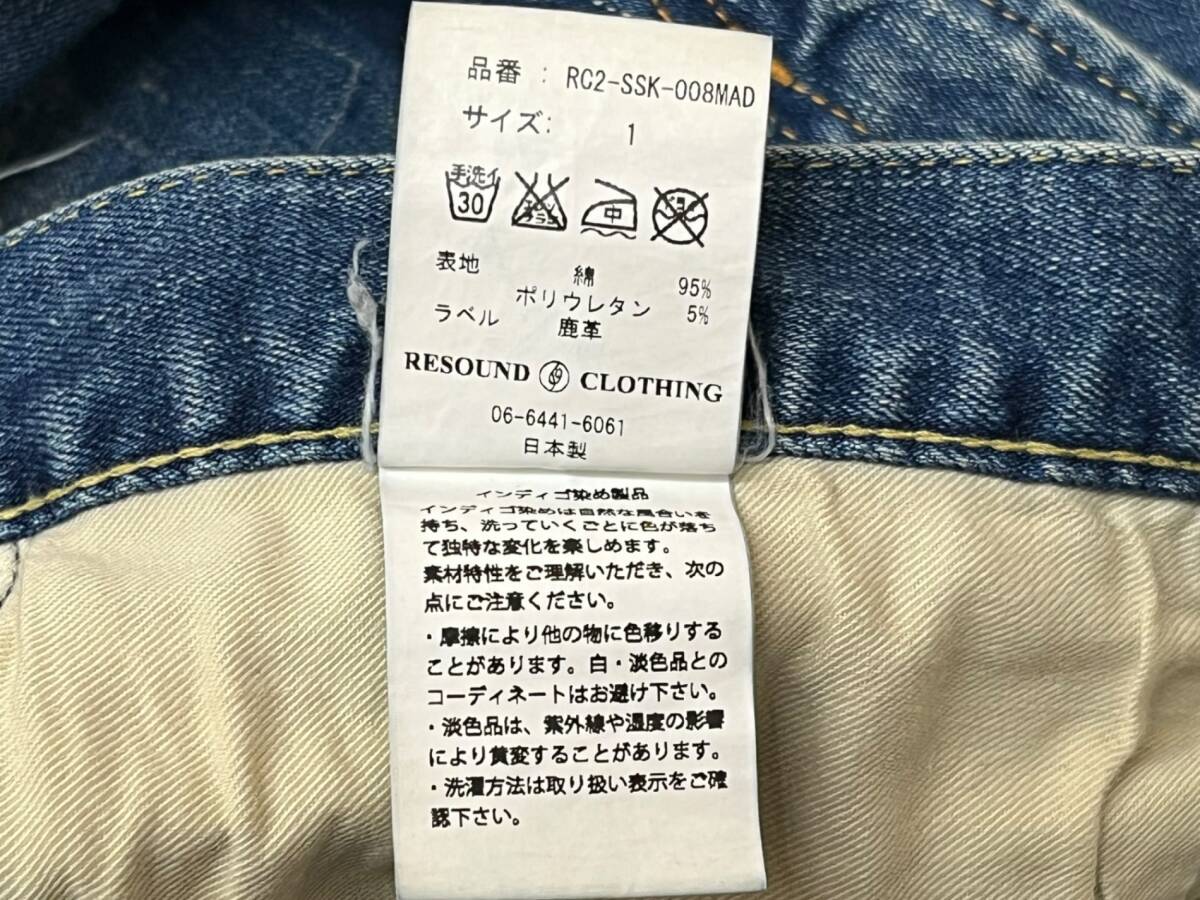 品番 : RC2-SSK-008MAD
サイズ: 1
手洗イ
30
中
表地 綿 95%
ポリウレタン 5%
ラベル 鹿革
RESOUND CLOTHING
06-6441-6061
日本製
インディゴ染め製品
インディゴ染めは自然な風合いを
持ち、洗っていくごとに色が落ち
て独特な変化を楽しめます。
素材特性をご理解いただき、次の
点にご注意ください。
・摩擦により他の物に色移りする
ことがあります。白・淡色品との
コーディネートはお避け下さい。
・淡色品は、紫外線や湿度の影響
により黄変することがあります。
・洗濯方法は取り扱い表示をご確
認下さい。